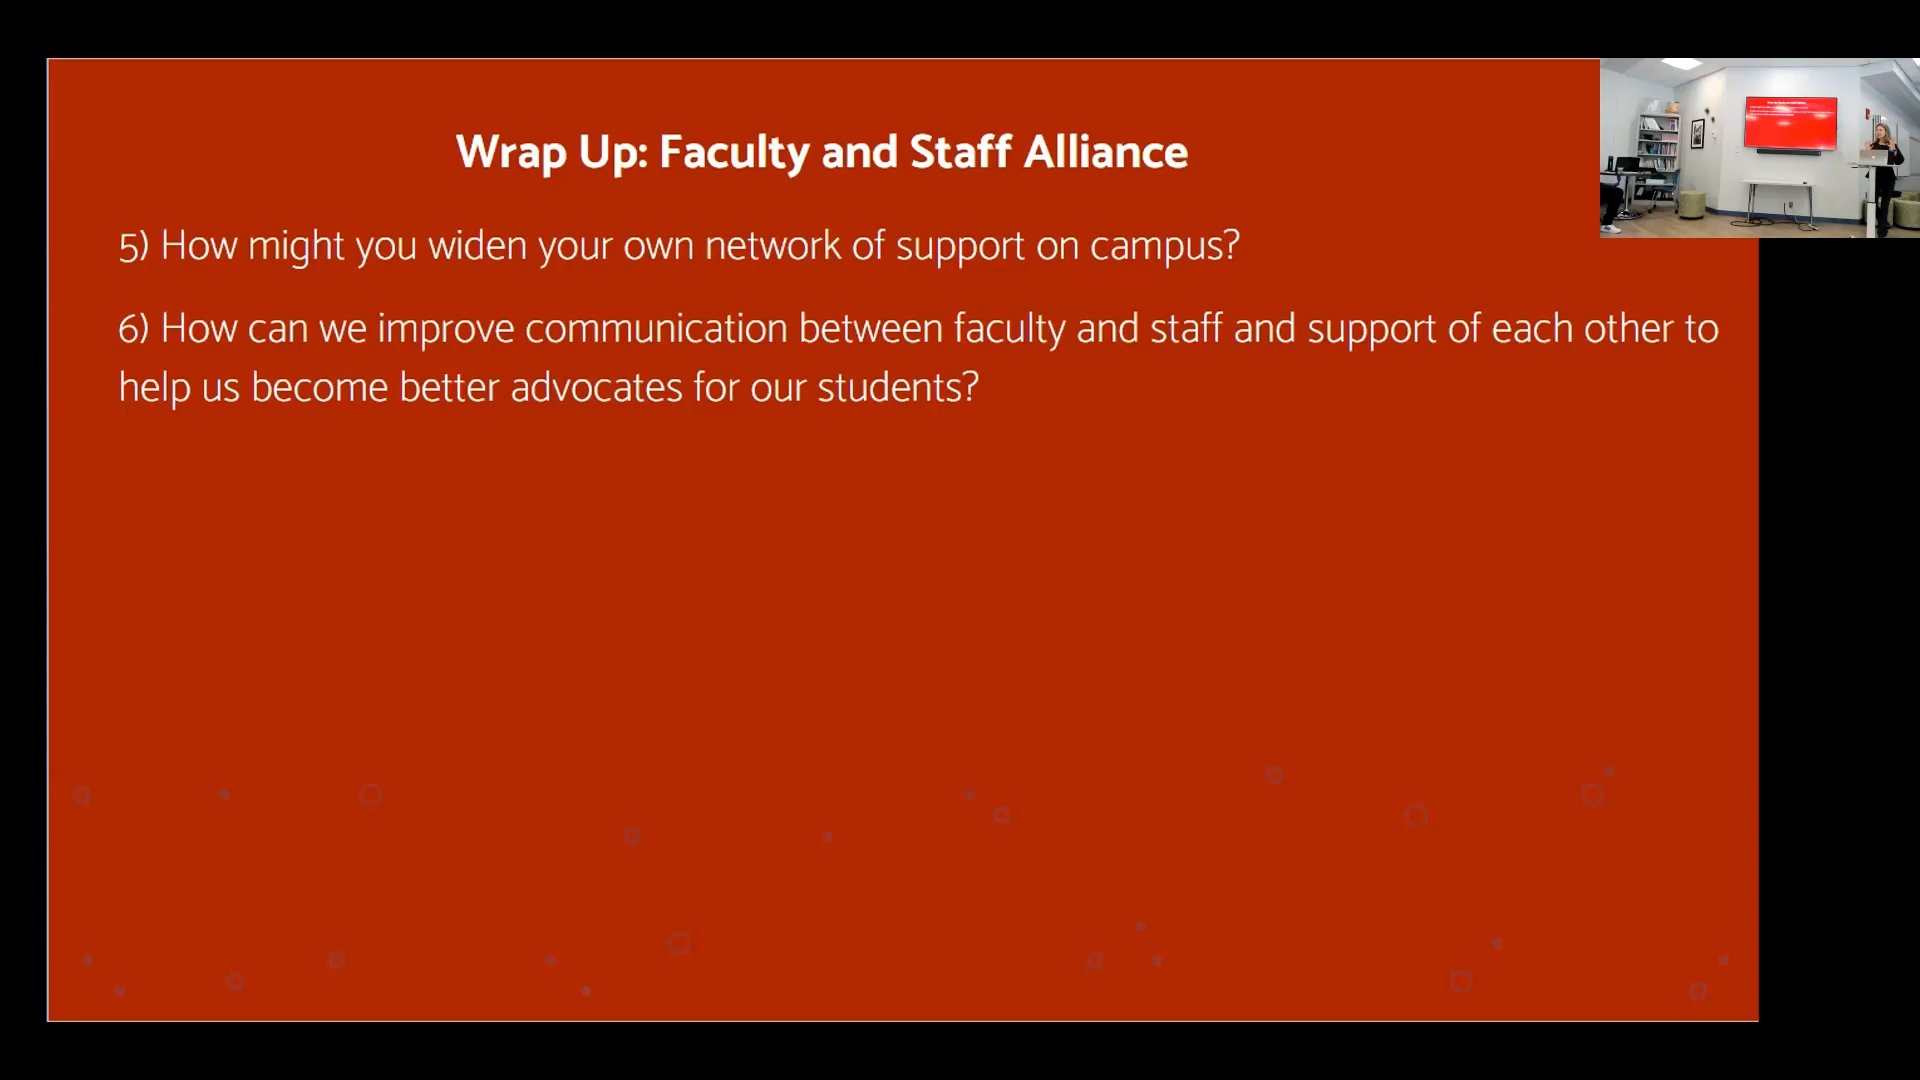 Wrap Up: Faculty and Staff Alliance
5) How might you widen your own network of support on campus?
6) How can we improve communication between faculty and staff and support of each other to
help us become better advocates for our students?